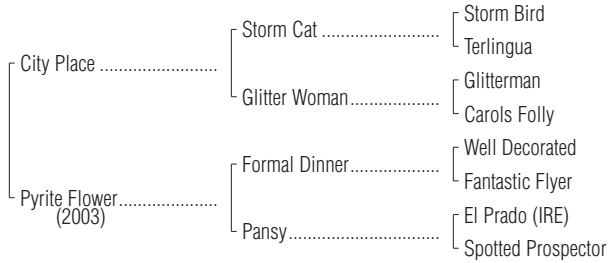 Storm Bird
Storm Cat ........................
Terlingua
City Place ........................
Glitterman
Glitter Woman..................
Carols Folly
Well Decorated
Formal Dinner..................
Fantastic Flyer
Pyrite Flower....................
(2003)
El Prado (IRE)
Pansy...............................
Spotted Prospector